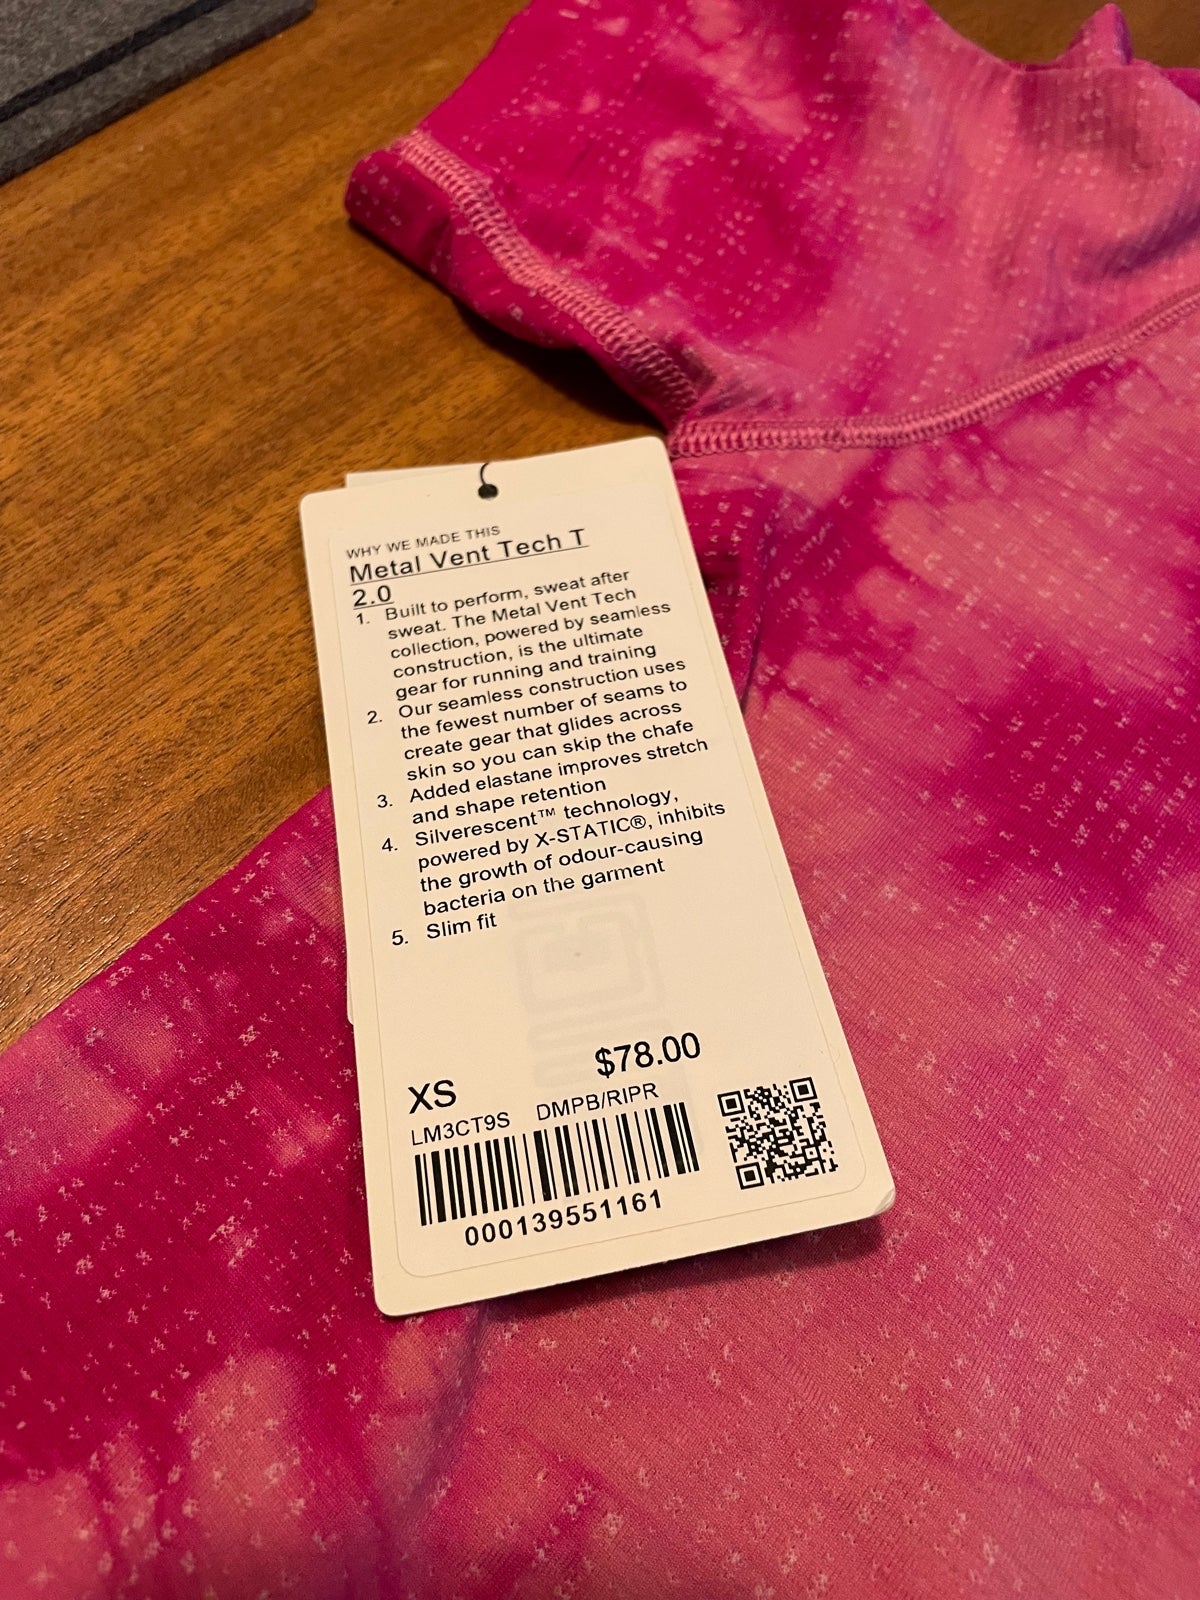 WHY WE MADE THIS
Metal Vent Tech T
2.0
1. Built to perform, sweat after
sweat. The Metal Vent Tech
collection, powered by seamless
construction, is the ultimate
gear for running and training
2. Our seamless construction uses
the fewest number of seams to
create gear that glides across
skin so you can skip the chafe
3. Added elastane improves stretch
and shape retention
4. Silverescent™ technology,
powered by X-STATIC®, inhibits
the growth of odour-causing
bacteria on the garment
5. Slim fit
$78.00
XS
LM3CT9S DMPB/RIPR
000139551161